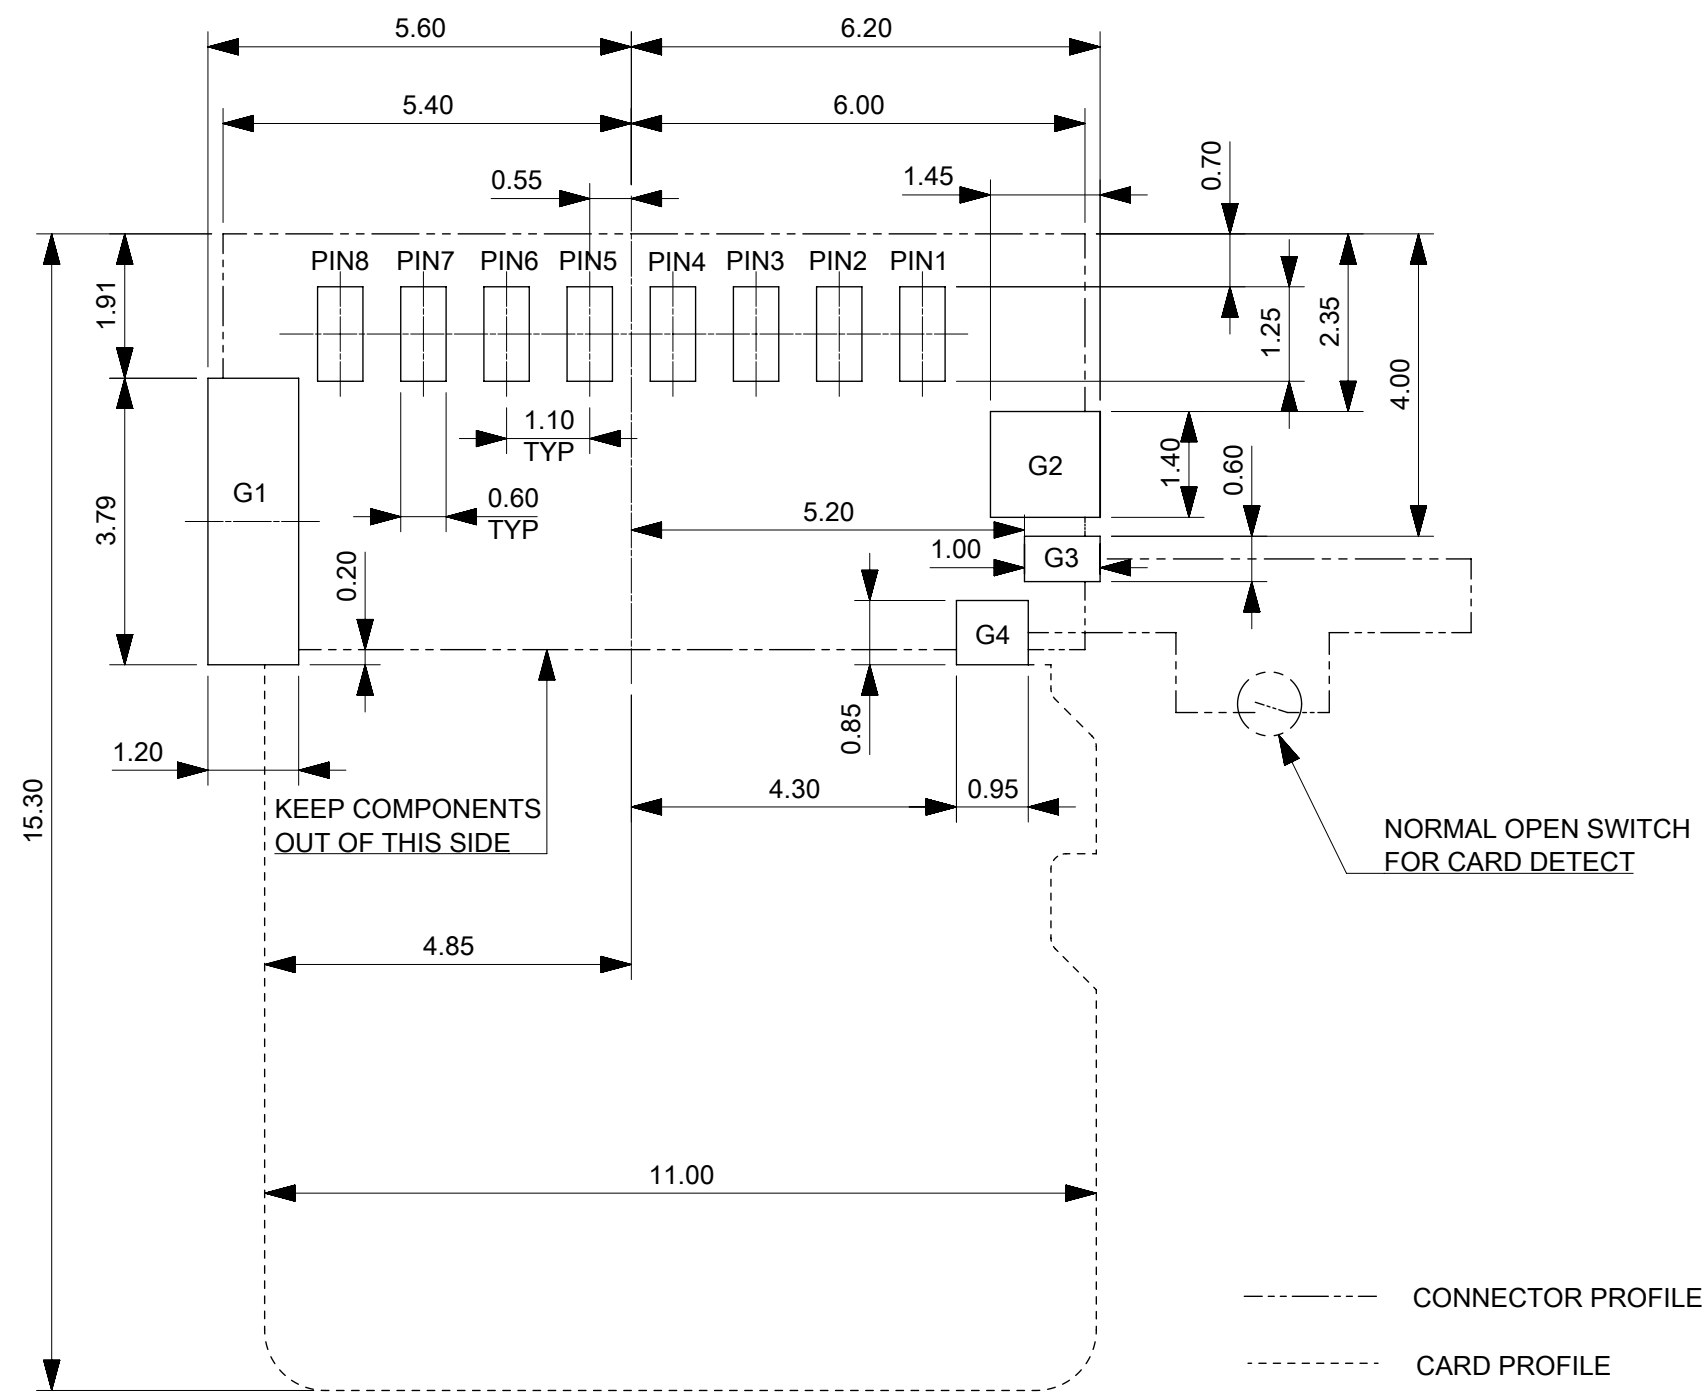 5.60
6.20
5.40
6.00
0.55
1.45
0.70
PIN8
PIN7
PIN6
PIN5
PIN4
PIN3
PIN2
PIN1
1.91
1.25
2.35
4.00
1.10
TYP
G1
G2
1.40
0.60
3.79
0.60
TYP
5.20
0.20
1.00
G3
G4
0.85
1.20
15.30
KEEP COMPONENTS
OUT OF THIS SIDE
4.30
0.95
NORMAL OPEN SWITCH
FOR CARD DETECT
4.85
11.00
CONNECTOR PROFILE
CARD PROFILE